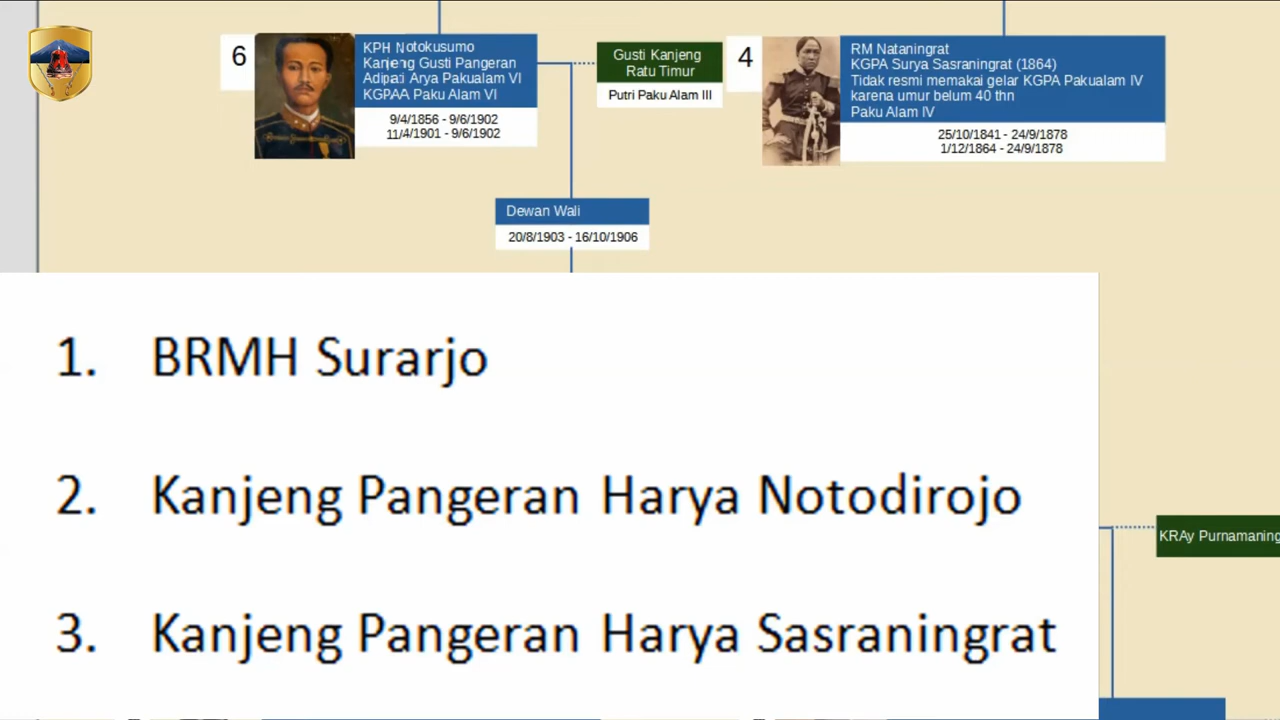 6
KPH Notokusumo
Kanjeng Gusti Pangeran
Adipati Arya Pakualam VI
KGPAA Paku Alam VI
9/4/1856 - 9/6/1902
11/4/1901 - 9/6/1902
Gusti Kanjeng
Ratu Timur
Putri Paku Alam III
4
RM Nataningrat
KGPA Surya Sasraningrat (1864)
Tidak resmi memakai gelar KGPA Pakualam IV
karena umur belum 40 thn
Paku Alam IV
25/10/1841 - 24/9/1878
1/12/1864 - 24/9/1878
Dewan Wali
20/8/1903 - 16/10/1906
1. BRMH Surarjo
2. Kanjeng Pangeran Harya Notodirojo
3. Kanjeng Pangeran Harya Sasraningrat
KRAy Purnamaning